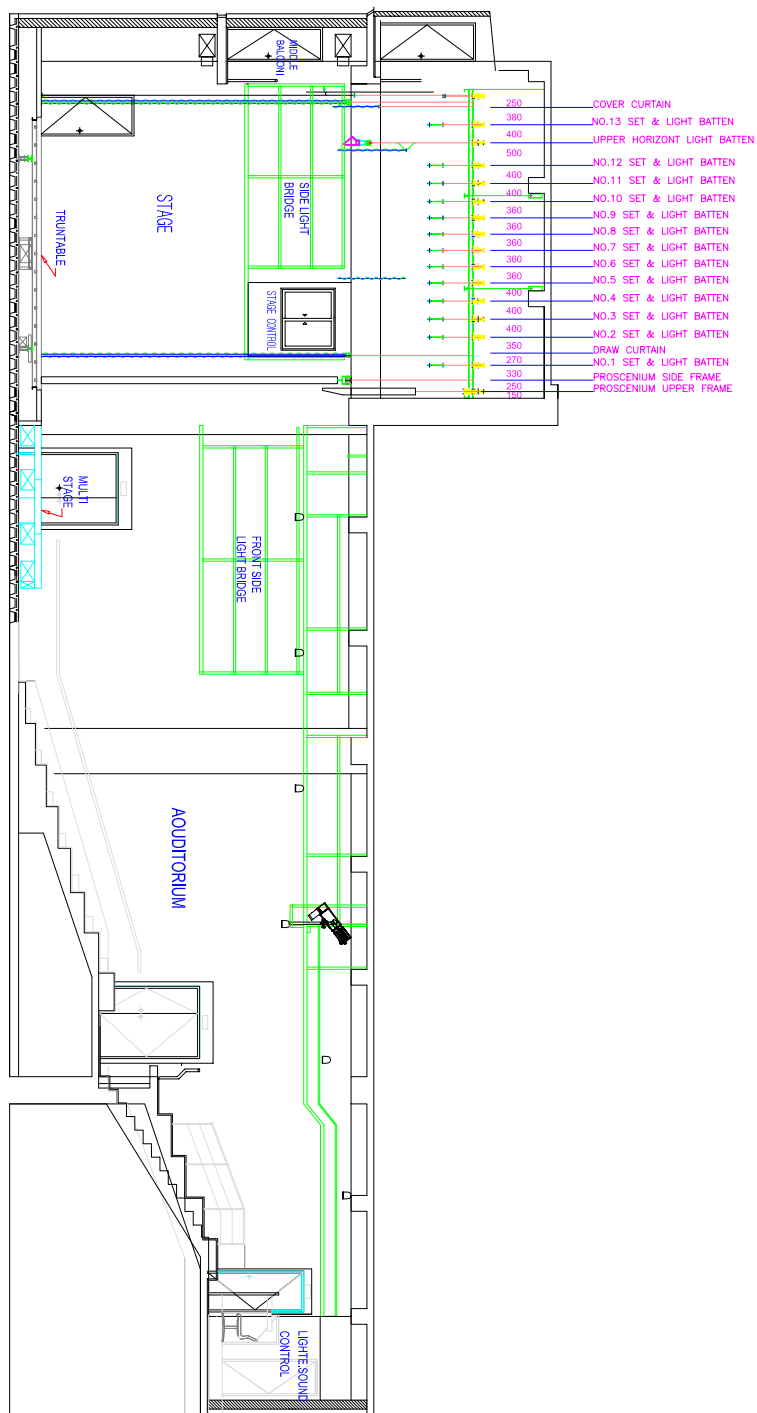 MIDDLE
BALCONI
250
COVER CURTAIN
380
NO.13 SET & LIGHT BATTEN
400
UPPER HORIZONT LIGHT BATTEN
500
NO.12 SET & LIGHT BATTEN
400
NO.11 SET & LIGHT BATTEN
400
NO.10 SET & LIGHT BATTEN
360
NO.9 SET & LIGHT BATTEN
360
NO.8 SET & LIGHT BATTEN
360
NO.7 SET & LIGHT BATTEN
360
NO.6 SET & LIGHT BATTEN
360
NO.5 SET & LIGHT BATTEN
400
NO.4 SET & LIGHT BATTEN
400
NO.3 SET & LIGHT BATTEN
400
NO.2 SET & LIGHT BATTEN
350
DRAW CURTAIN
270
NO.1 SET & LIGHT BATTEN
330
PROSCENIUM SIDE FRAME
250
PROSCENIUM UPPER FRAME
150
STAGE
SIDE LIGHT
BRIDGE
TRUNTABLE
STAGE CONTROL
MULTI
STAGE
FRONT SIDE
LIGHT BRIDGE
AOUDITORIUM
LIGHTE.SOUND
CONTROL